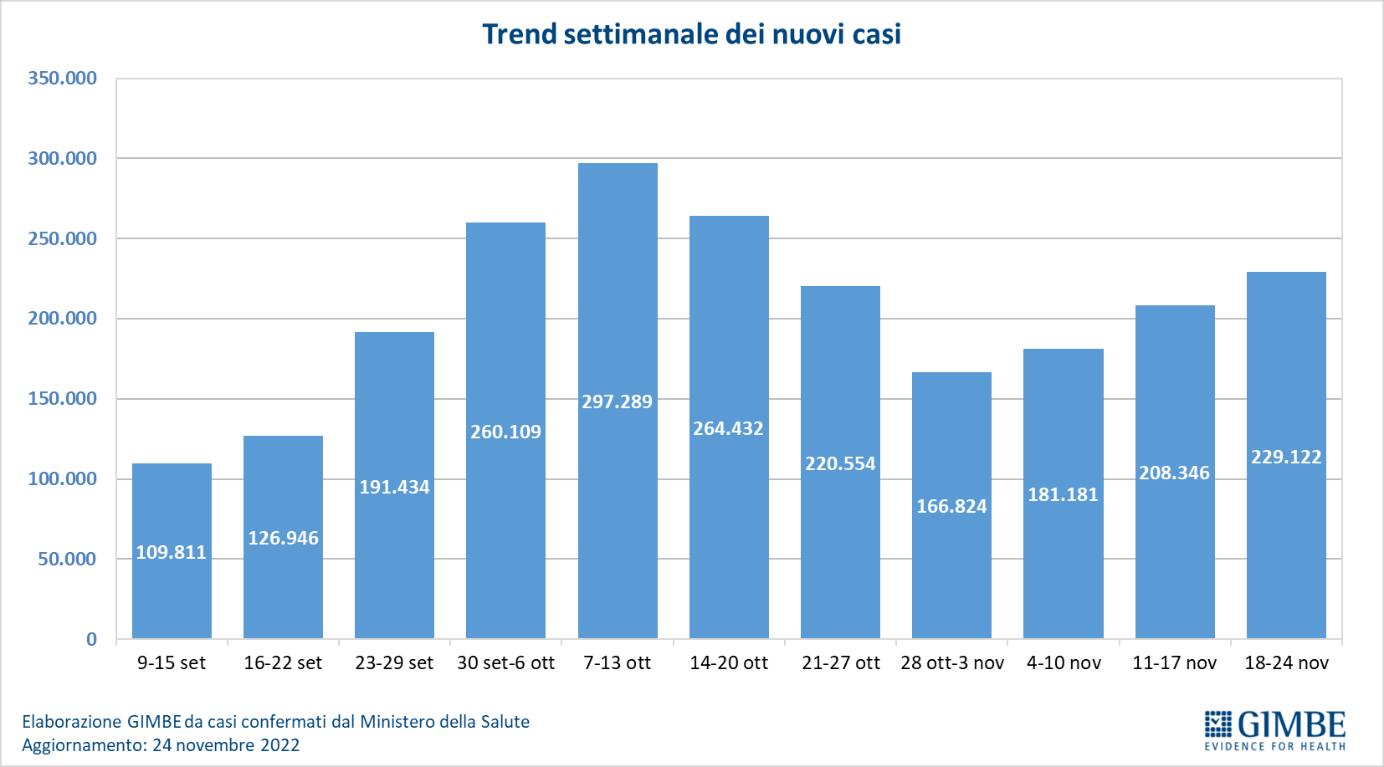 Trend settimanale dei nuovi casi
350.000
300.000
250.000
200.000
150.000
100.000
50.000
0
109.811
126.946
191.434
260.109
297.289
264.432
220.554
166.824
181.181
208.346
229.122
9-15 set
16-22 set
23-29 set
30 set-6 ott
7-13 ott
14-20 ott
21-27 ott
28 ott-3 nov
4-10 nov
11-17 nov
18-24 nov
Elaborazione GIMBE da casi confermati dal Ministero della Salute
Aggiornamento: 24 novembre 2022
GIMBE
EVIDENCE FOR HEALTH